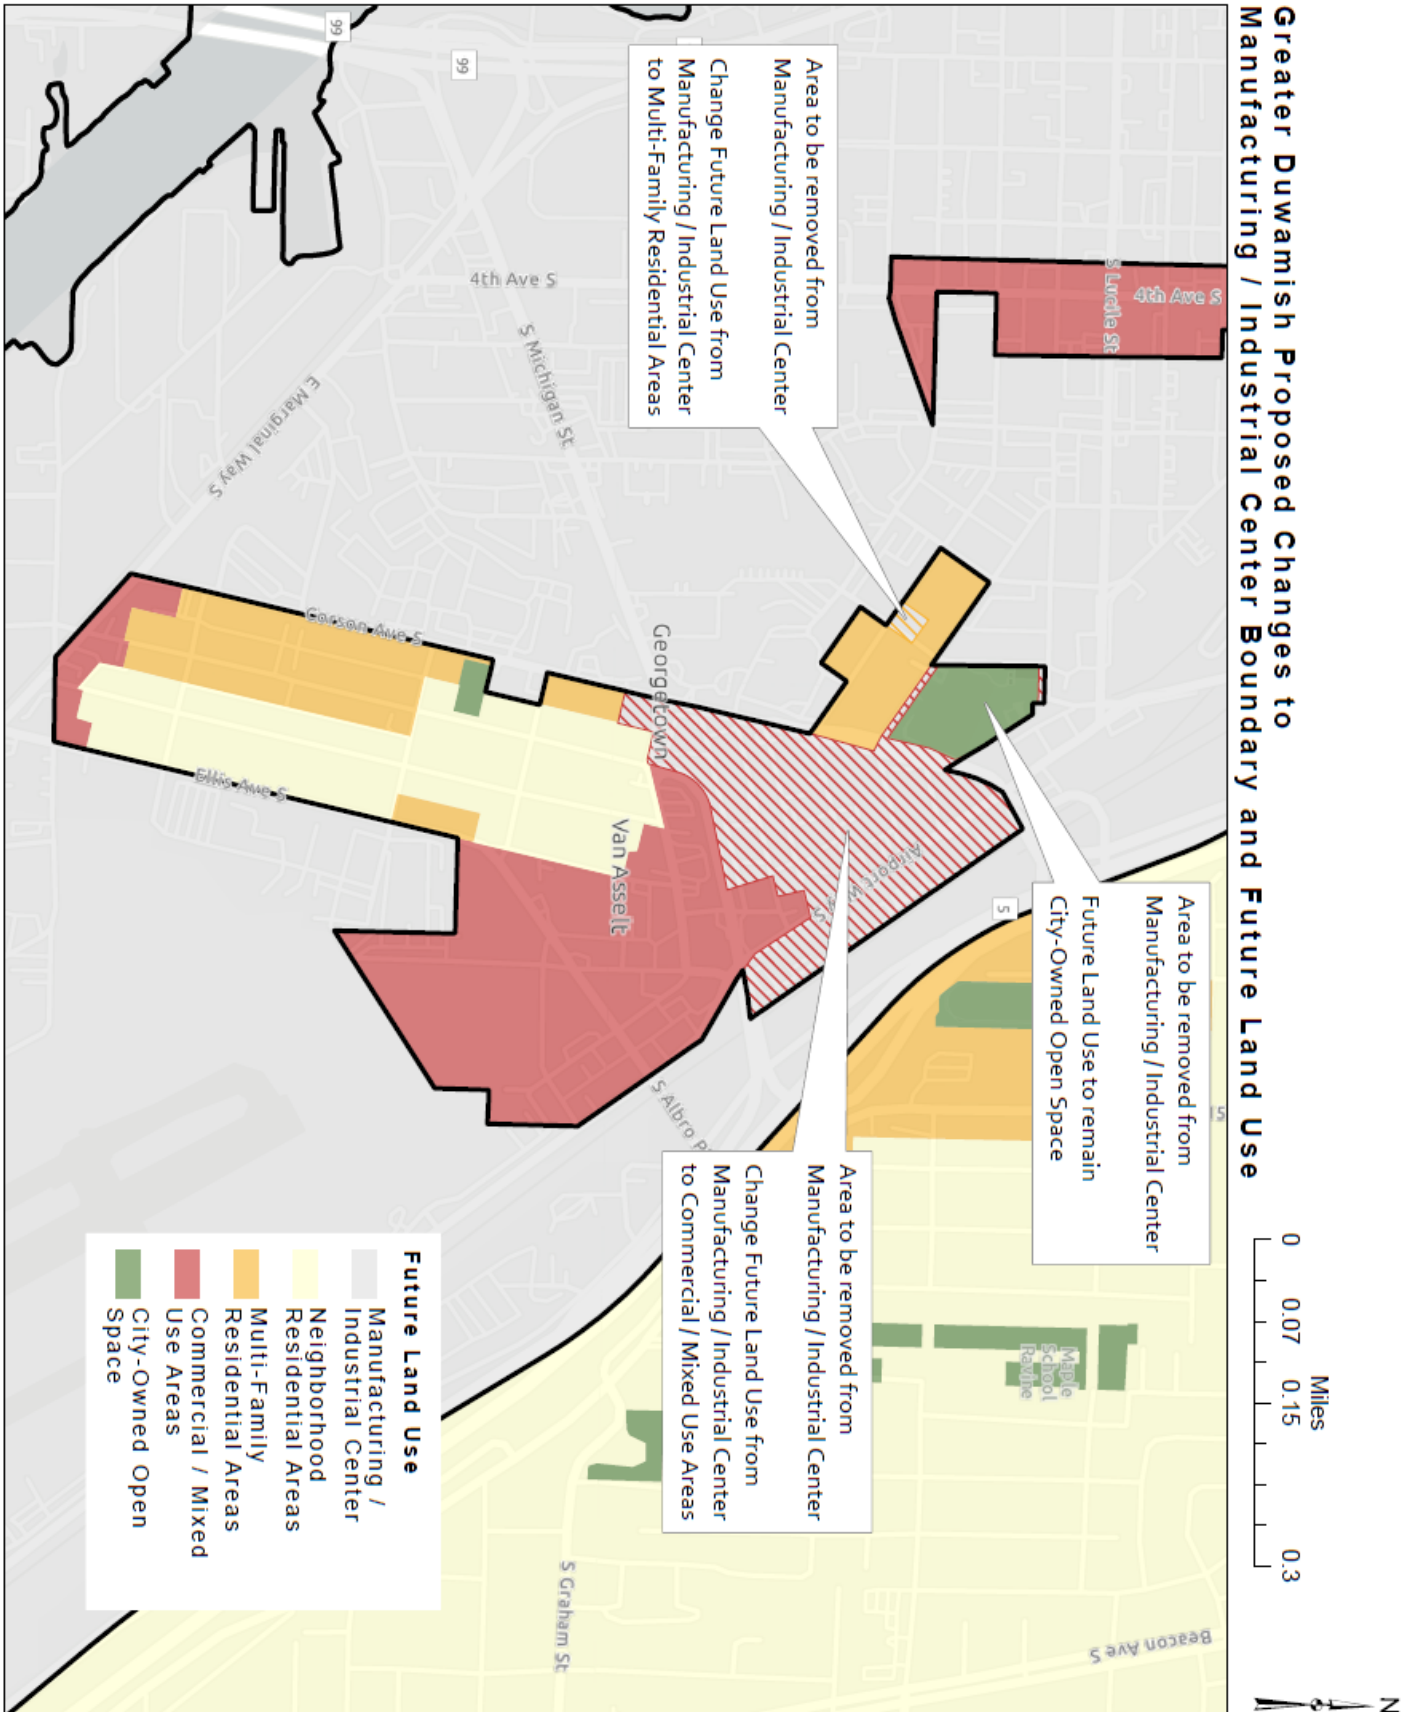 Greater Duwamish Proposed Changes to
Manufacturing / Industrial Center Boundary and Future Land Use
Miles
0 0.07 0.15 0.3
N
S Lucile St
4th Ave S
Area to be removed from
Manufacturing / Industrial Center
Future Land Use to remain
City-Owned Open Space
5
15
Beacon Ave S
Maple
School
Ravine
Area to be removed from
Manufacturing / Industrial Center
Change Future Land Use from
Manufacturing / Industrial Center
to Multi-Family Residential Areas
Airport
S
Area to be removed from
Manufacturing / Industrial Center
Change Future Land Use from
Manufacturing / Industrial Center
to Commercial / Mixed Use Areas
99
99
4th Ave S
S Michigan St
Georgetown
Van Asselt
S Albro
S Graham St
E Marginal Way S
Corson Ave S
Ellis Ave S
Future Land Use
Manufacturing /
Industrial Center
Neighborhood
Residential Areas
Multi-Family
Residential Areas
Commercial / Mixed
Use Areas
City-Owned Open
Space